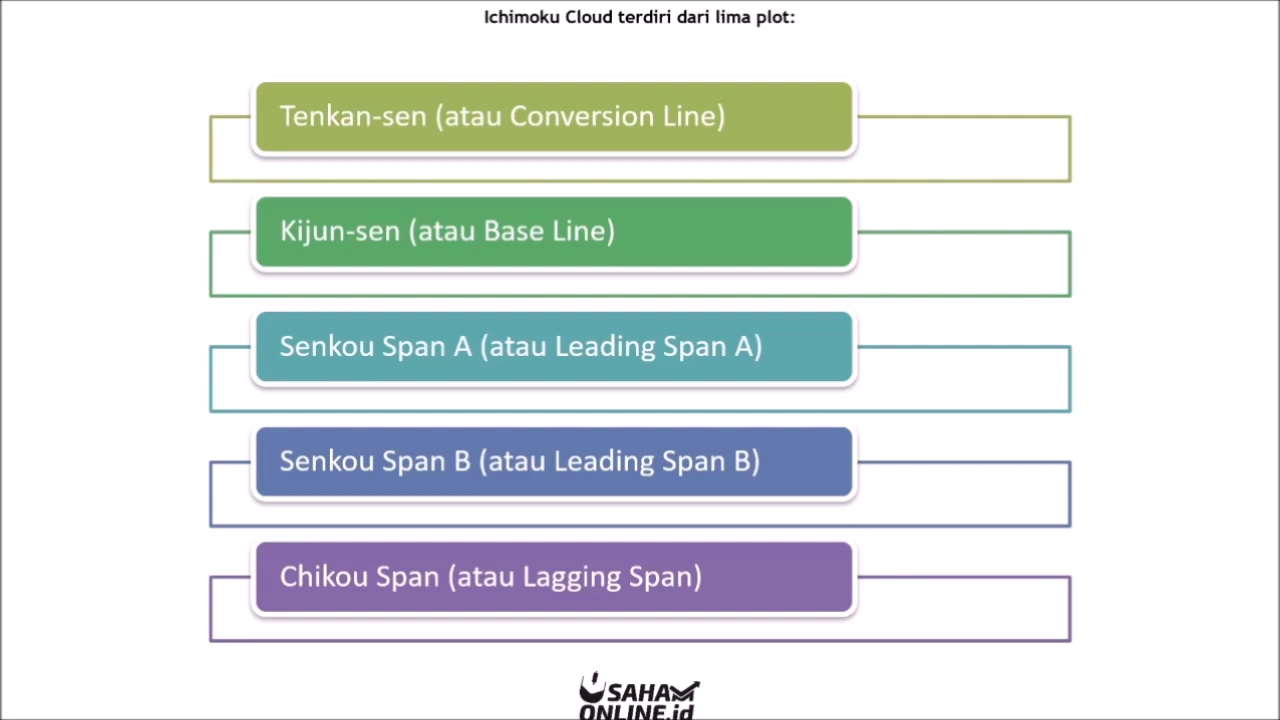 Ichimoku Cloud terdiri dari lima plot:
Tenkan-sen (atau Conversion Line)
Kijun-sen (atau Base Line)
Senkou Span A (atau Leading Span A)
Senkou Span B (atau Leading Span B)
Chikou Span (atau Lagging Span)
SAHAM
ONLINE.id